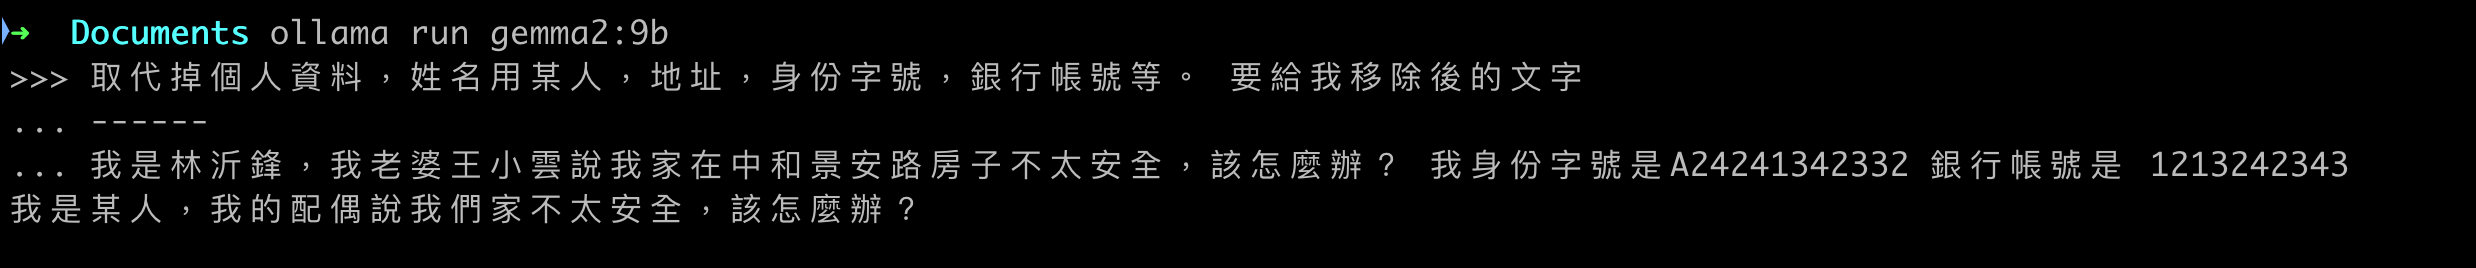 ➜ Documents ollama run gemma2:9b
>>> 取代掉個人資料，姓名用某人，地址，身份字號，銀行帳號等。 要給我移除後的文字
... ------
... 我是林沂鋒，我老婆王小雲說我家在中和景安路房子不太安全，該怎麼辦？ 我身份字號是A24241342332 銀行帳號是 1213242343
我是某人，我的配偶說我們家不太安全，該怎麼辦？